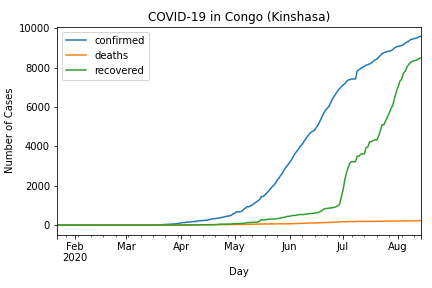 COVID-19 in Congo (Kinshasa)
confirmed
deaths
recovered
Number of Cases
10000
8000
6000
4000
2000
0
Feb Mar Apr May Jun Jul Aug
2020
Day